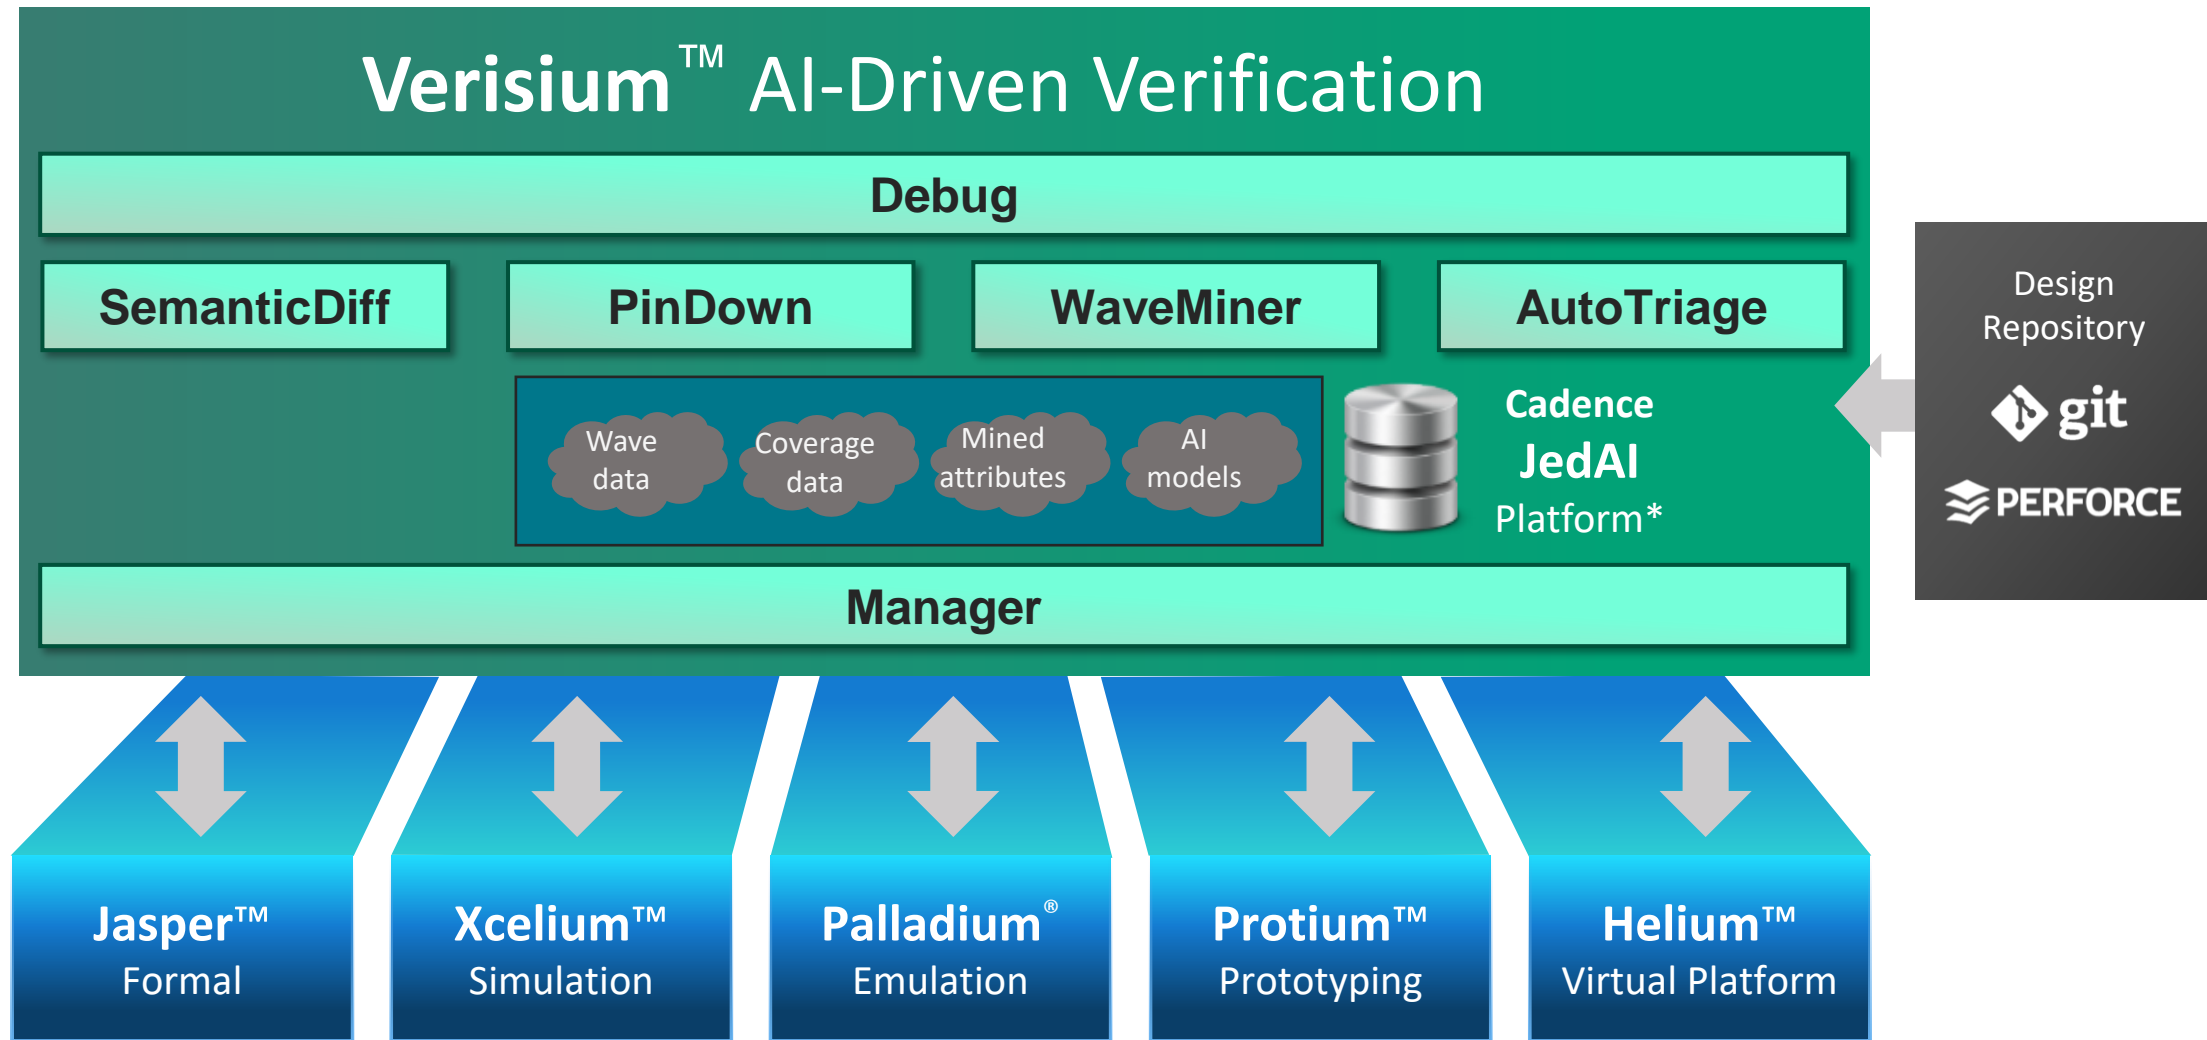 Verisium™ AI-Driven Verification
Debug
SemanticDiff
PinDown
WaveMiner
AutoTriage
Wave
data
Coverage
data
Mined
attributes
AI
models
Cadence
JedAI
Platform*
Manager
Design
Repository
git
PERFORCE
Jasper™
Formal
Xcelium™
Simulation
Palladium®
Emulation
Protium™
Prototyping
Helium™
Virtual Platform